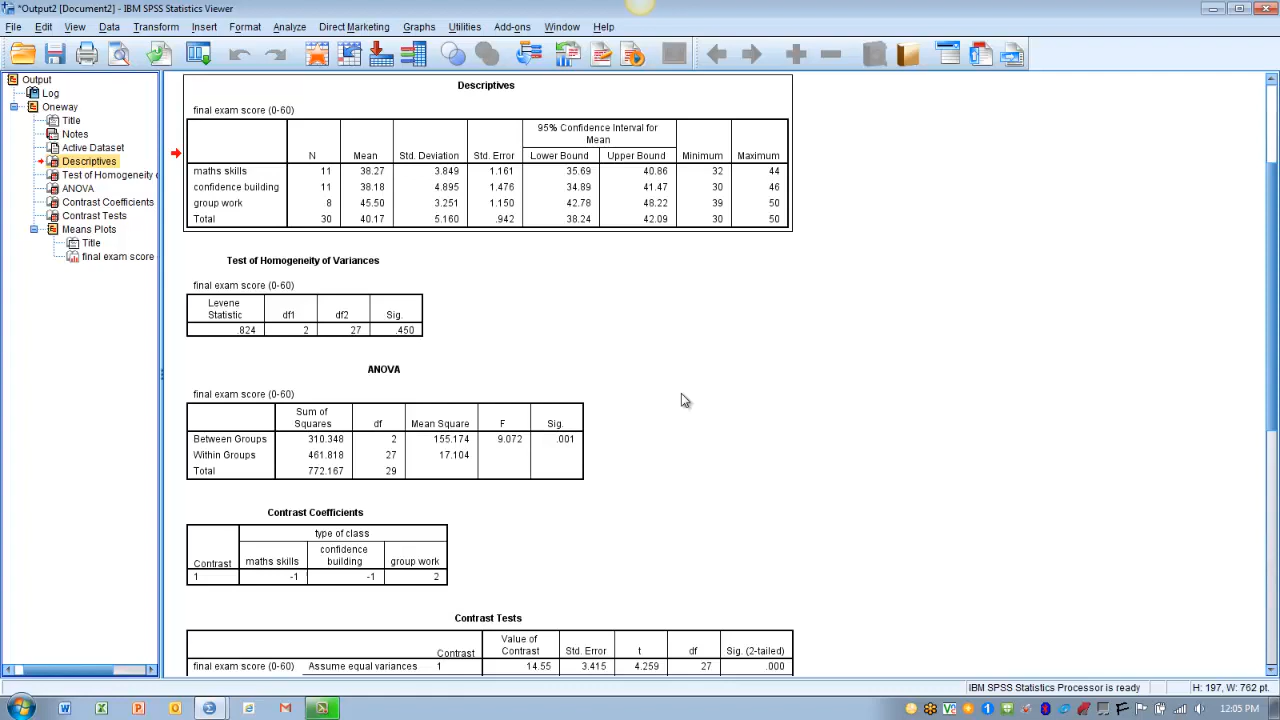 *Output2 [Document2] - IBM SPSS Statistics Viewer
File Edit View Data Transform Insert Format Analyze Direct Marketing Graphs Utilities Add-ons Window Help
Output
Log
Oneway
Title
Notes
Active Dataset
Descriptives
Test of Homogeneity o
ANOVA
Contrast Coefficients
Contrast Tests
Means Plots
Title
final exam score
Descriptives
final exam score (0-60)
95% Confidence Interval for Mean
N Mean Std. Deviation Std. Error Lower Bound Upper Bound Minimum Maximum
maths skills 11 38.27 3.849 1.161 35.69 40.86 32 44
confidence building 11 38.18 4.895 1.476 34.89 41.47 30 46
group work 8 45.50 3.251 1.150 42.78 48.22 39 50
Total 30 40.17 5.160 .942 38.24 42.09 30 50
Test of Homogeneity of Variances
final exam score (0-60)
Levene Statistic df1 df2 Sig.
.824 2 27 .450
ANOVA
final exam score (0-60)
Sum of Squares df Mean Square F Sig.
Between Groups 310.348 2 155.174 9.072 .001
Within Groups 461.818 27 17.104
Total 772.167 29
Contrast Coefficients
type of class
Contrast maths skills confidence building group work
1 -1 -1 2
Contrast Tests
Contrast Value of Contrast Std. Error t df Sig. (2-tailed)
final exam score (0-60) Assume equal variances 1 14.55 3.415 4.259 27 .000
IBM SPSS Statistics Processor is ready H: 197, W: 762 pt.
12:05 PM